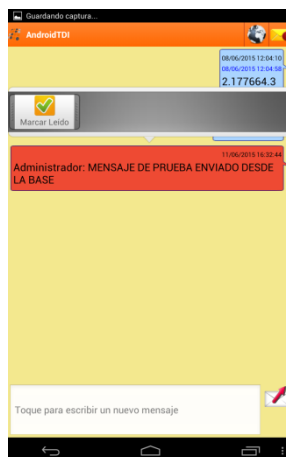 Guardando captura...
AndroidTDI
08/06/2015 12:04:10
08/06/2015 12:04:58
2.177664.3
Marcar Leido
11/06/2015 16:32:44
Administrador: MENSAJE DE PRUEBA ENVIADO DESDE
LA BASE
Toque para escribir un nuevo mensaje